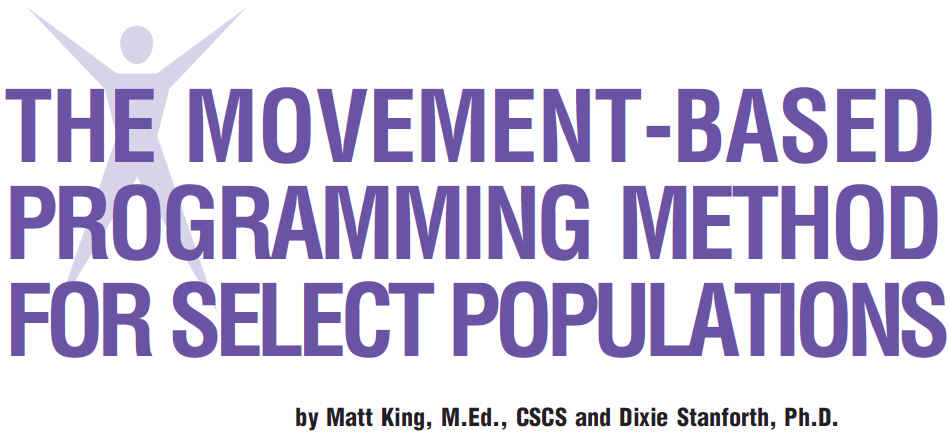 THE MOVEMENT-BASED
PROGRAMMING METHOD
FOR SELECT POPULATIONS
by Matt King, M.Ed., CSCS and Dixie Stanforth, Ph.D.